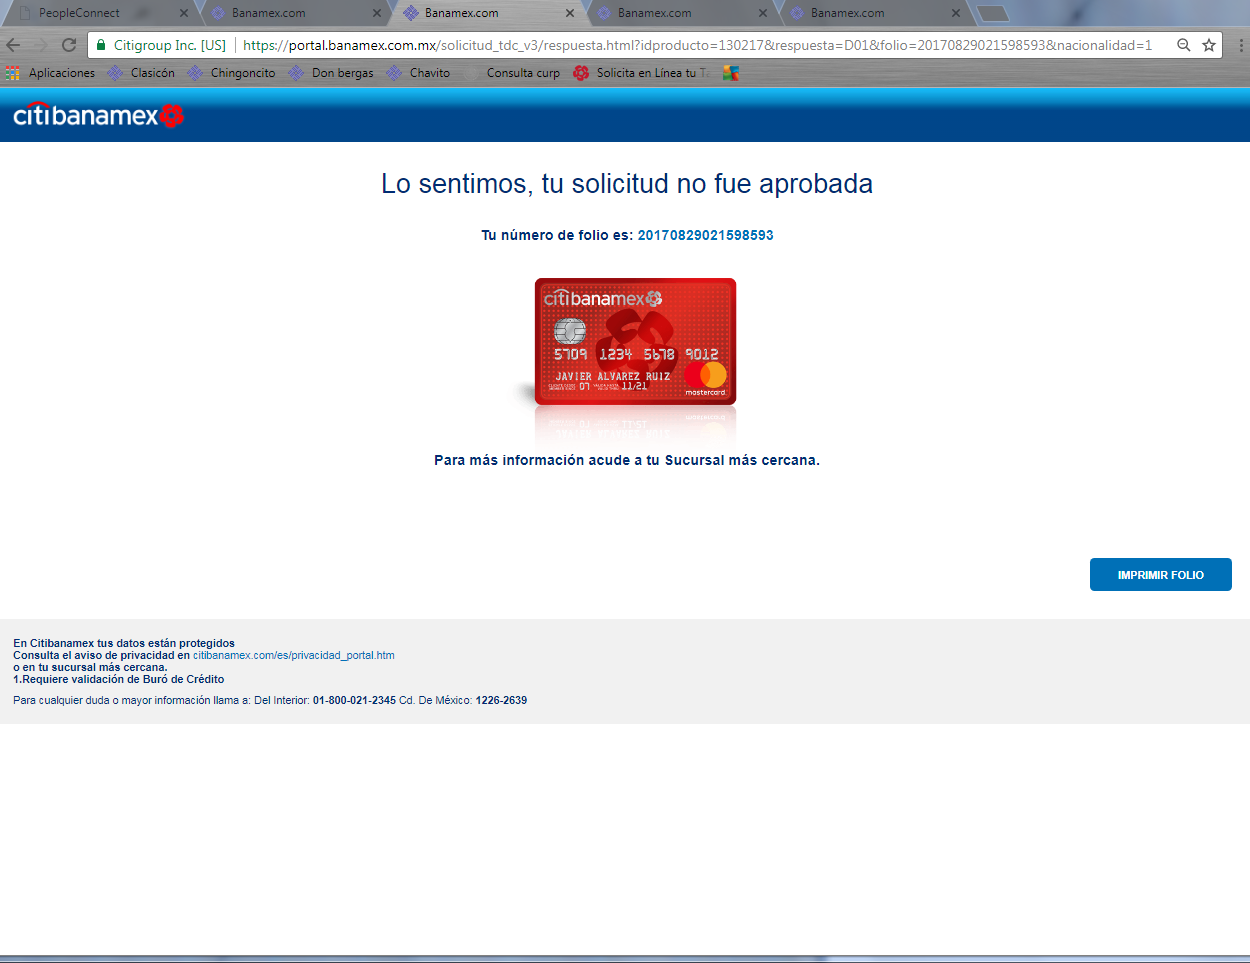 PeopleConnect
Banamex.com
Banamex.com
Banamex.com
Banamex.com
Citigroup Inc. [US] https://portal.banamex.com.mx/solicitud_tdc_v3/respuesta.html?idproducto=130217&respuesta=D01&folio=20170829021598593&nacionalidad=1
Aplicaciones Clasicón Chingoncito Don bergas Chavito Consulta curp Solicita en Línea tu T
citibanamex
Lo sentimos, tu solicitud no fue aprobada
Tu número de folio es: 20170829021598593
citibanamex
5709 1234 5678 9012
JAVIER ALVAREZ RUIZ
07 11/21
mastercard
Para más información acude a tu Sucursal más cercana.
IMPRIMIR FOLIO
En Citibanamex tus datos están protegidos
Consulta el aviso de privacidad en citibanamex.com/es/privacidad_portal.htm
o en tu sucursal más cercana.
1.Requiere validación de Buró de Crédito
Para cualquier duda o mayor información llama a: Del Interior: 01-800-021-2345 Cd. De México: 1226-2639